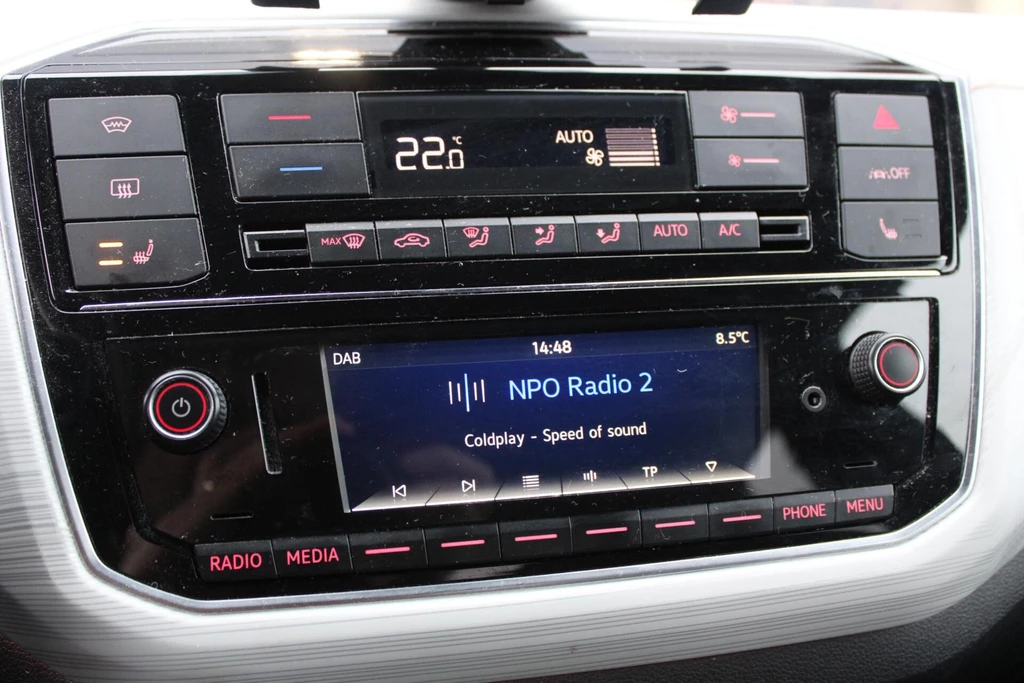 22.0 °C AUTO
OFF
MAX AUTO A/C
DAB 14:48 8.5°C
NPO Radio 2
Coldplay - Speed of sound
TP
RADIO MEDIA PHONE MENU